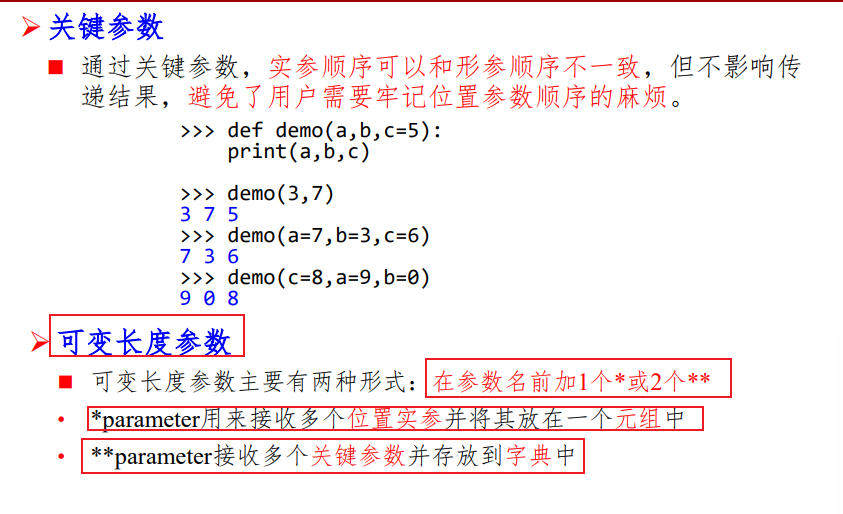 ➢ 关键参数
■ 通过关键参数，实参顺序可以和形参顺序不一致，但不影响传
递结果，避免了用户需要牢记位置参数顺序的麻烦。
>>> def demo(a,b,c=5):
print(a,b,c)
>>> demo(3,7)
3 7 5
>>> demo(a=7,b=3,c=6)
7 3 6
>>> demo(c=8,a=9,b=0)
9 0 8
➢ 可变长度参数
■ 可变长度参数主要有两种形式：在参数名前加1个*或2个**
• *parameter用来接收多个位置实参并将其放在一个元组中
• **parameter接收多个关键参数并存放到字典中